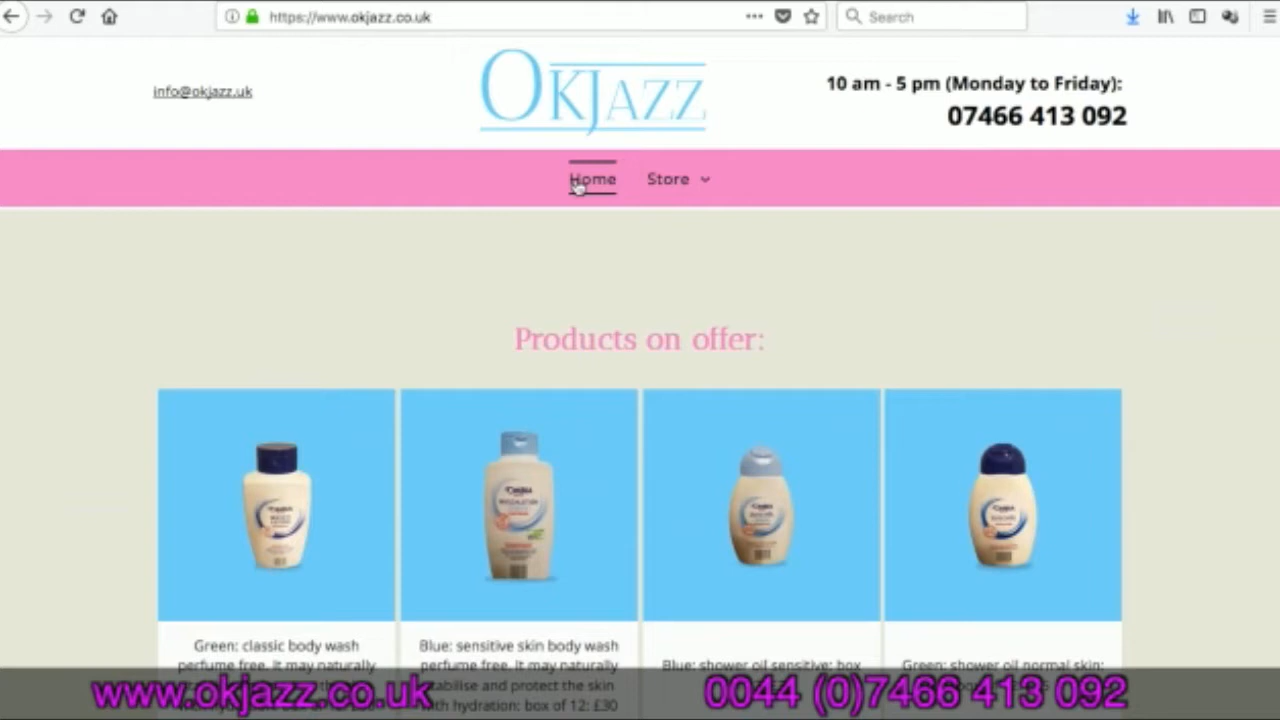 https://www.okjazz.co.uk
Search
info@okjazz.uk
OKJAZZ
10 am - 5 pm (Monday to Friday):
07466 413 092
Home
Store
Products on offer:
Green: classic body wash
perfume free. It may naturally
Blue: sensitive skin body wash
perfume free. It may naturally
stabilise and protect the skin
with hydration: box of 12: £30
Blue: shower oil sensitive: box
Green: shower oil normal skin:
www.okjazz.co.uk
0044 (0)7466 413 092